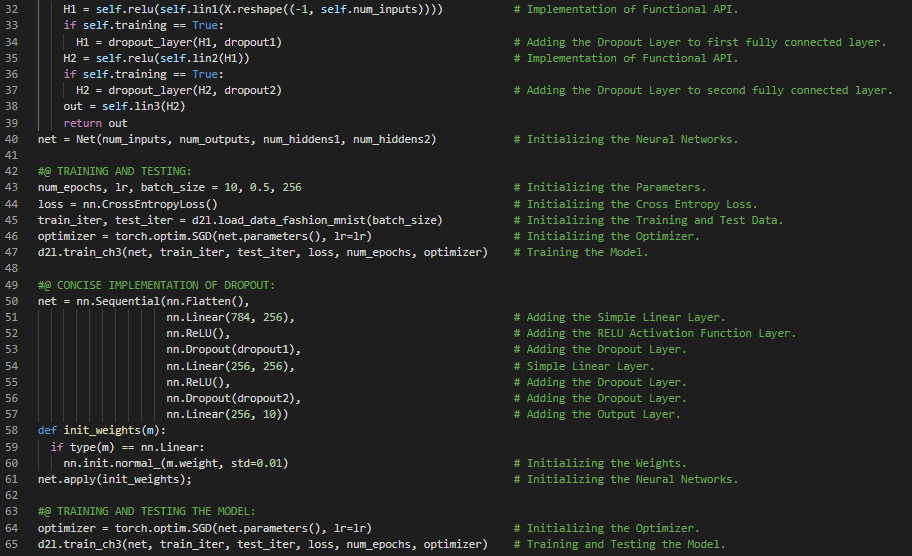 32 H1 = self.relu(self.lin1(X.reshape((-1, self.num_inputs)))) # Implementation of Functional API.
33 if self.training == True:
34 H1 = dropout_layer(H1, dropout1) # Adding the Dropout Layer to first fully connected layer.
35 H2 = self.relu(self.lin2(H1)) # Implementation of Functional API.
36 if self.training == True:
37 H2 = dropout_layer(H2, dropout2) # Adding the Dropout Layer to second fully connected layer.
38 out = self.lin3(H2)
39 return out
40 net = Net(num_inputs, num_outputs, num_hiddens1, num_hiddens2) # Initializing the Neural Networks.
41
42 #@ TRAINING AND TESTING:
43 num_epochs, lr, batch_size = 10, 0.5, 256 # Initializing the Parameters.
44 loss = nn.CrossEntropyLoss() # Initializing the Cross Entropy Loss.
45 train_iter, test_iter = d2l.load_data_fashion_mnist(batch_size) # Initializing the Training and Test Data.
46 optimizer = torch.optim.SGD(net.parameters(), lr=lr) # Initializing the Optimizer.
47 d2l.train_ch3(net, train_iter, test_iter, loss, num_epochs, optimizer) # Training the Model.
48
49 #@ CONCISE IMPLEMENTATION OF DROPOUT:
50 net = nn.Sequential(nn.Flatten(),
51 nn.Linear(784, 256), # Adding the Simple Linear Layer.
52 nn.ReLU(), # Adding the RELU Activation Function Layer.
53 nn.Dropout(dropout1), # Adding the Dropout Layer.
54 nn.Linear(256, 256), # Simple Linear Layer.
55 nn.ReLU(), # Adding the Dropout Layer.
56 nn.Dropout(dropout2), # Adding the Dropout Layer.
57 nn.Linear(256, 10)) # Adding the Output Layer.
58 def init_weights(m):
59 if type(m) == nn.Linear:
60 nn.init.normal_(m.weight, std=0.01) # Initializing the Weights.
61 net.apply(init_weights); # Initializing the Neural Networks.
62
63 #@ TRAINING AND TESTING THE MODEL:
64 optimizer = torch.optim.SGD(net.parameters(), lr=lr) # Initializing the Optimizer.
65 d2l.train_ch3(net, train_iter, test_iter, loss, num_epochs, optimizer) # Training and Testing the Model.